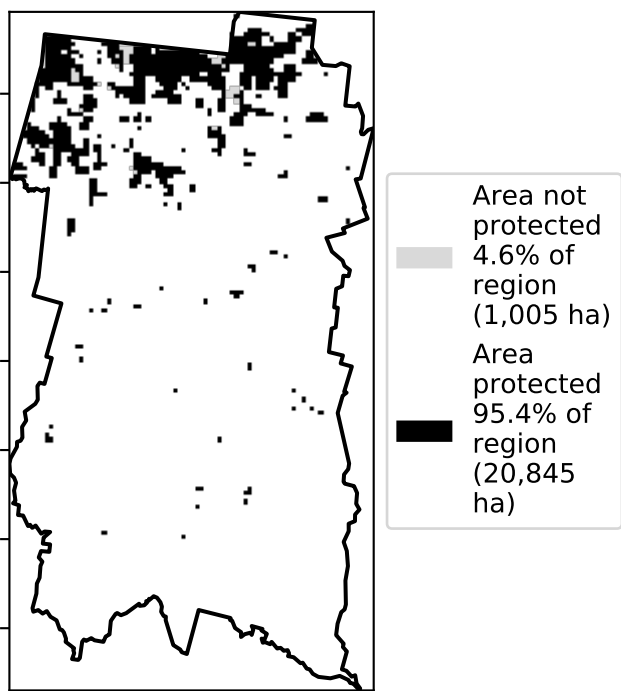 Area not
protected
4.6% of
region
(1,005 ha)
Area
protected
95.4% of
region
(20,845
ha)